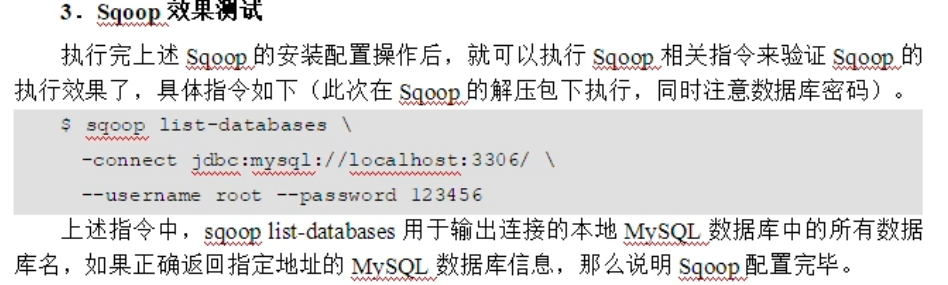 3．Sqoop 效果测试
执行完上述 Sqoop 的安装配置操作后，就可以执行 Sqoop 相关指令来验证 Sqoop 的
执行效果了，具体指令如下（此次在 Sqoop 的解压包下执行，同时注意数据库密码）。
$ sqoop list-databases \
-connect jdbc:mysql://localhost:3306/ \
--username root --password 123456
上述指令中，sqoop list-databases 用于输出连接的本地 MySQL 数据库中的所有数据
库名，如果正确返回指定地址的 MySQL 数据库信息，那么说明 Sqoop 配置完毕。